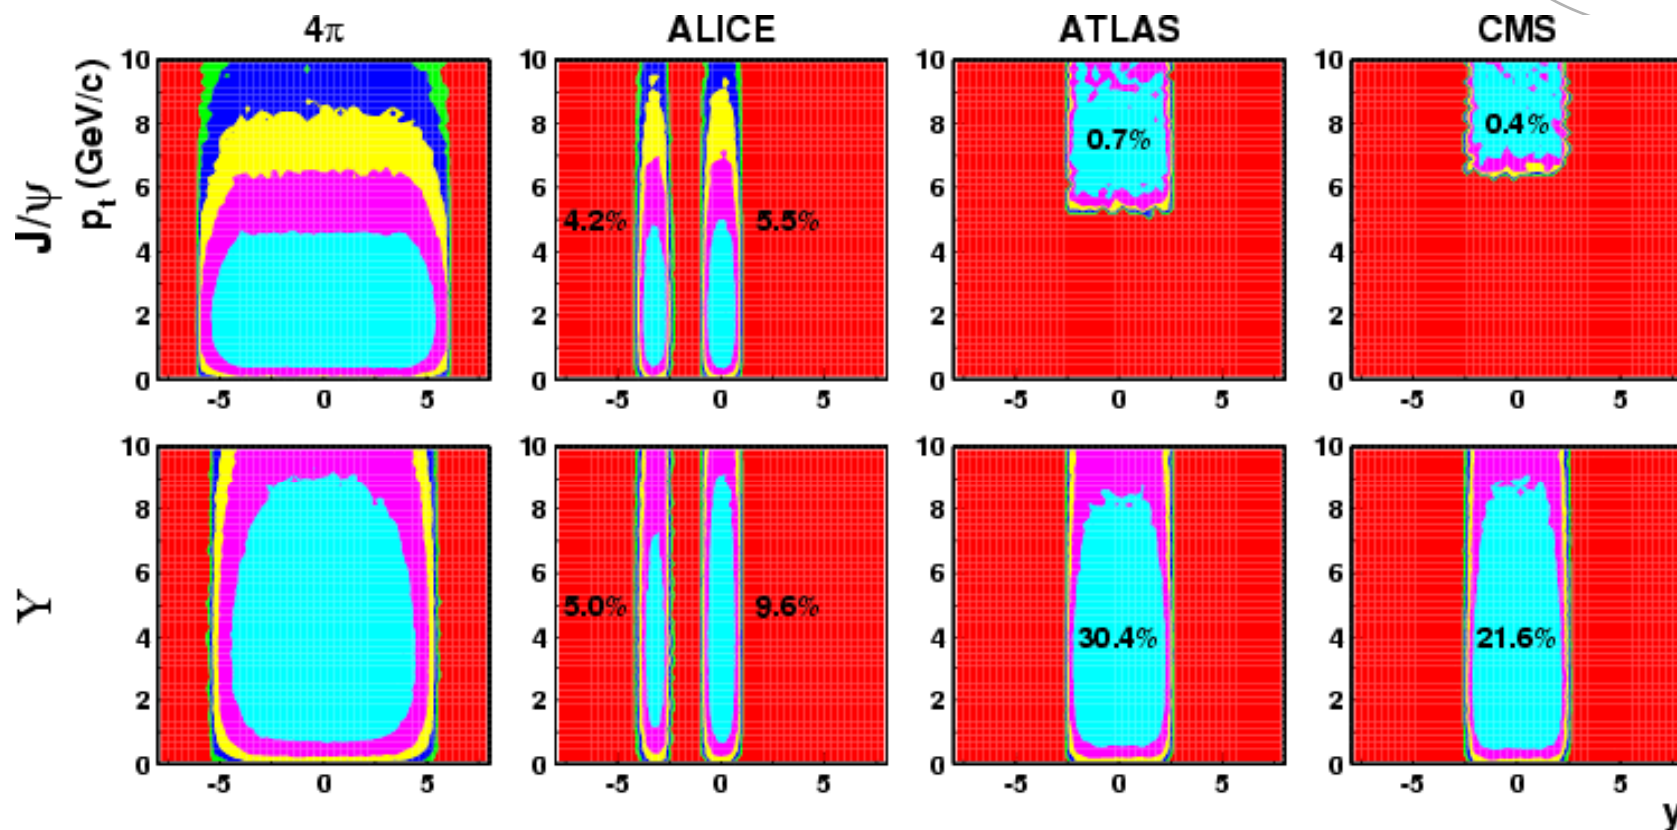 4π ALICE ATLAS CMS
J/ψ
pt (GeV/c)
10 10 10 10
8 8 8 8
0.7% 0.4%
6 6 6 6
4.2% 5.5%
4 4 4 4
2 2 2 2
0 0 0 0
-5 0 5 -5 0 5 -5 0 5 -5 0 5
Υ
10 10 10 10
8 8 8 8
6 6 6 6
5.0% 9.6%
4 4 30.4% 4 21.6% 4
2 2 2 2
0 0 0 0
-5 0 5 -5 0 5 -5 0 5 -5 0 5
y